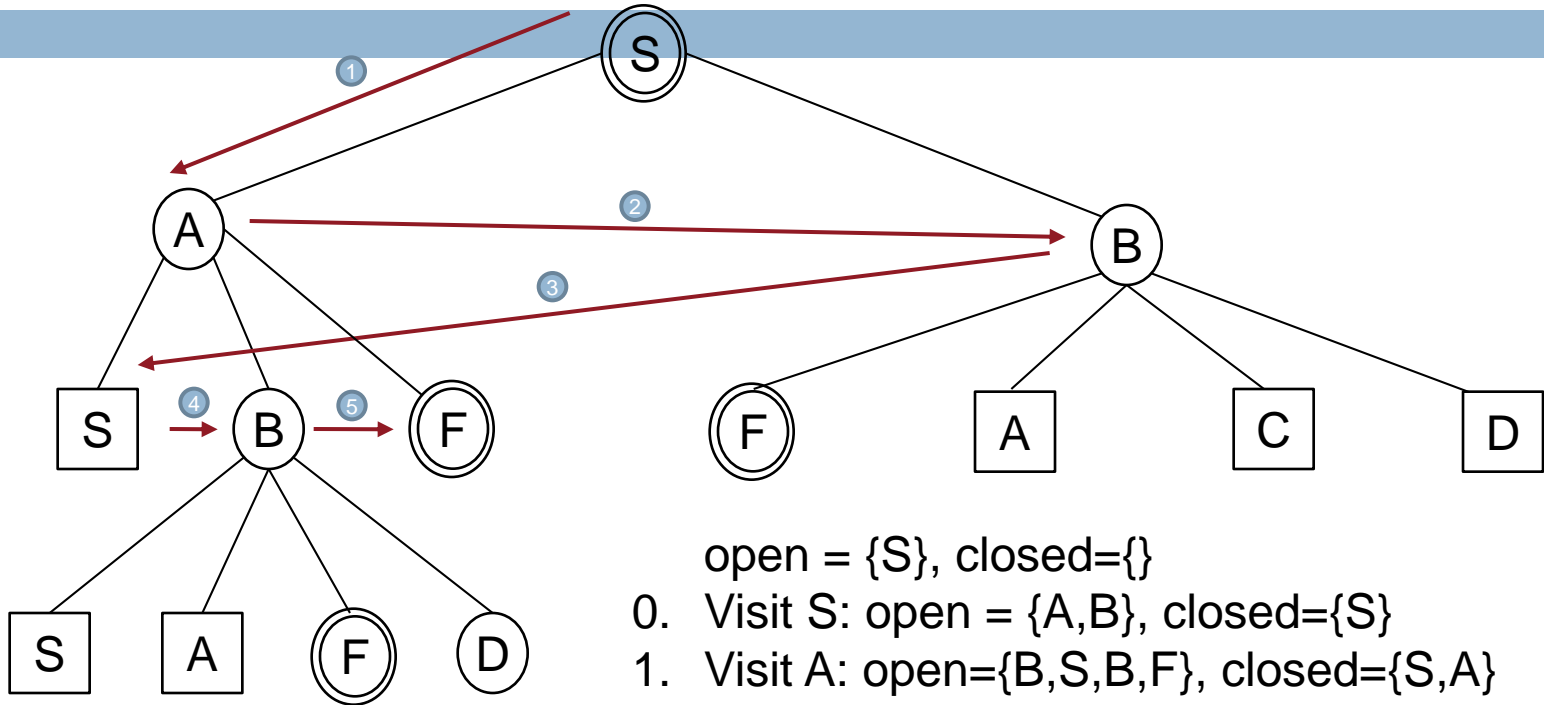 S
1
A
2
B
3
S
4
B
5
F
F
A
C
D
S
A
F
D
open = {S}, closed={}
0. Visit S: open = {A,B}, closed={S}
1. Visit A: open={B,S,B,F}, closed={S,A}